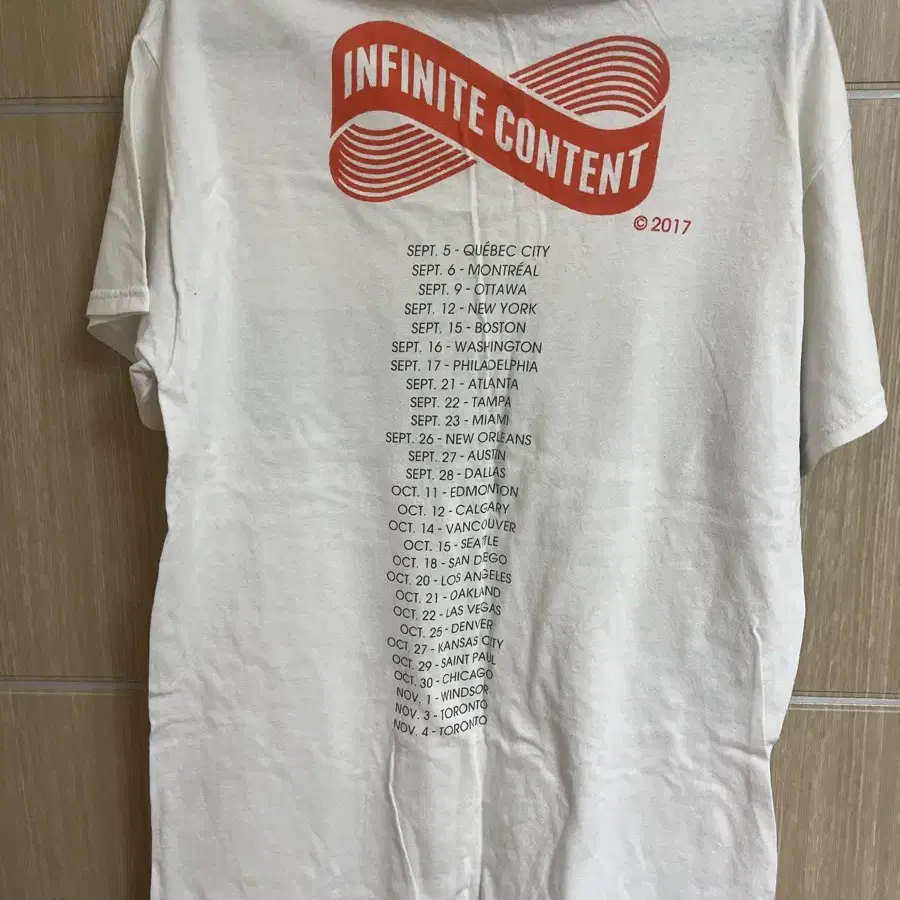 INFINITE CONTENT
© 2017
SEPT. 5 - QUÉBEC CITY
SEPT. 6 - MONTRÉAL
SEPT. 9 - OTTAWA
SEPT. 12 - NEW YORK
SEPT. 15 - BOSTON
SEPT. 16 - WASHINGTON
SEPT. 17 - PHILADELPHIA
SEPT. 21 - ATLANTA
SEPT. 22 - TAMPA
SEPT. 23 - MIAMI
SEPT. 26 - NEW ORLEANS
SEPT. 27 - AUSTIN
SEPT. 28 - DALLAS
OCT. 11 - EDMONTON
OCT. 12 - CALGARY
OCT. 14 - VANCOUVER
OCT. 15 - SEATTLE
OCT. 18 - SAN DIEGO
OCT. 20 - LOS ANGELES
OCT. 21 - OAKLAND
OCT. 22 - LAS VEGAS
OCT. 25 - DENVER
OCT. 27 - KANSAS CITY
OCT. 29 - SAINT PAUL
OCT. 30 - CHICAGO
NOV. 1 - WINDSOR
NOV. 3 - TORONTO
NOV. 4 - TORONTO